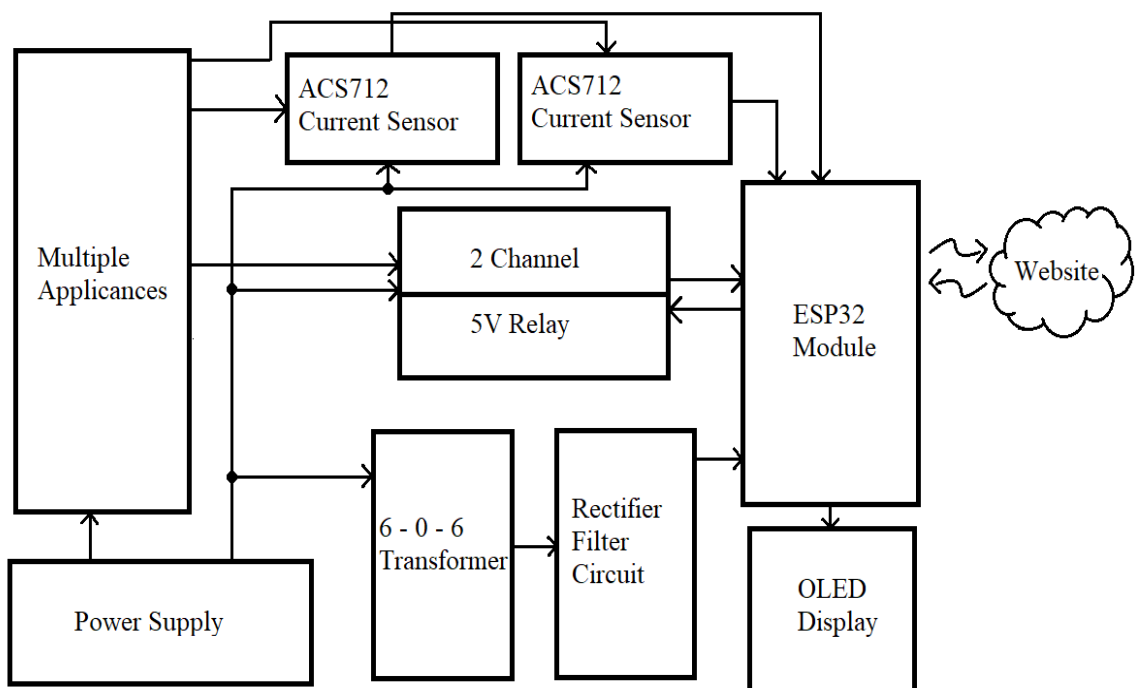 ACS712
Current Sensor
ACS712
Current Sensor
Multiple
Applicances
2 Channel
5V Relay
ESP32
Module
Website
6 - 0 - 6
Transformer
Rectifier
Filter
Circuit
Power Supply
OLED
Display